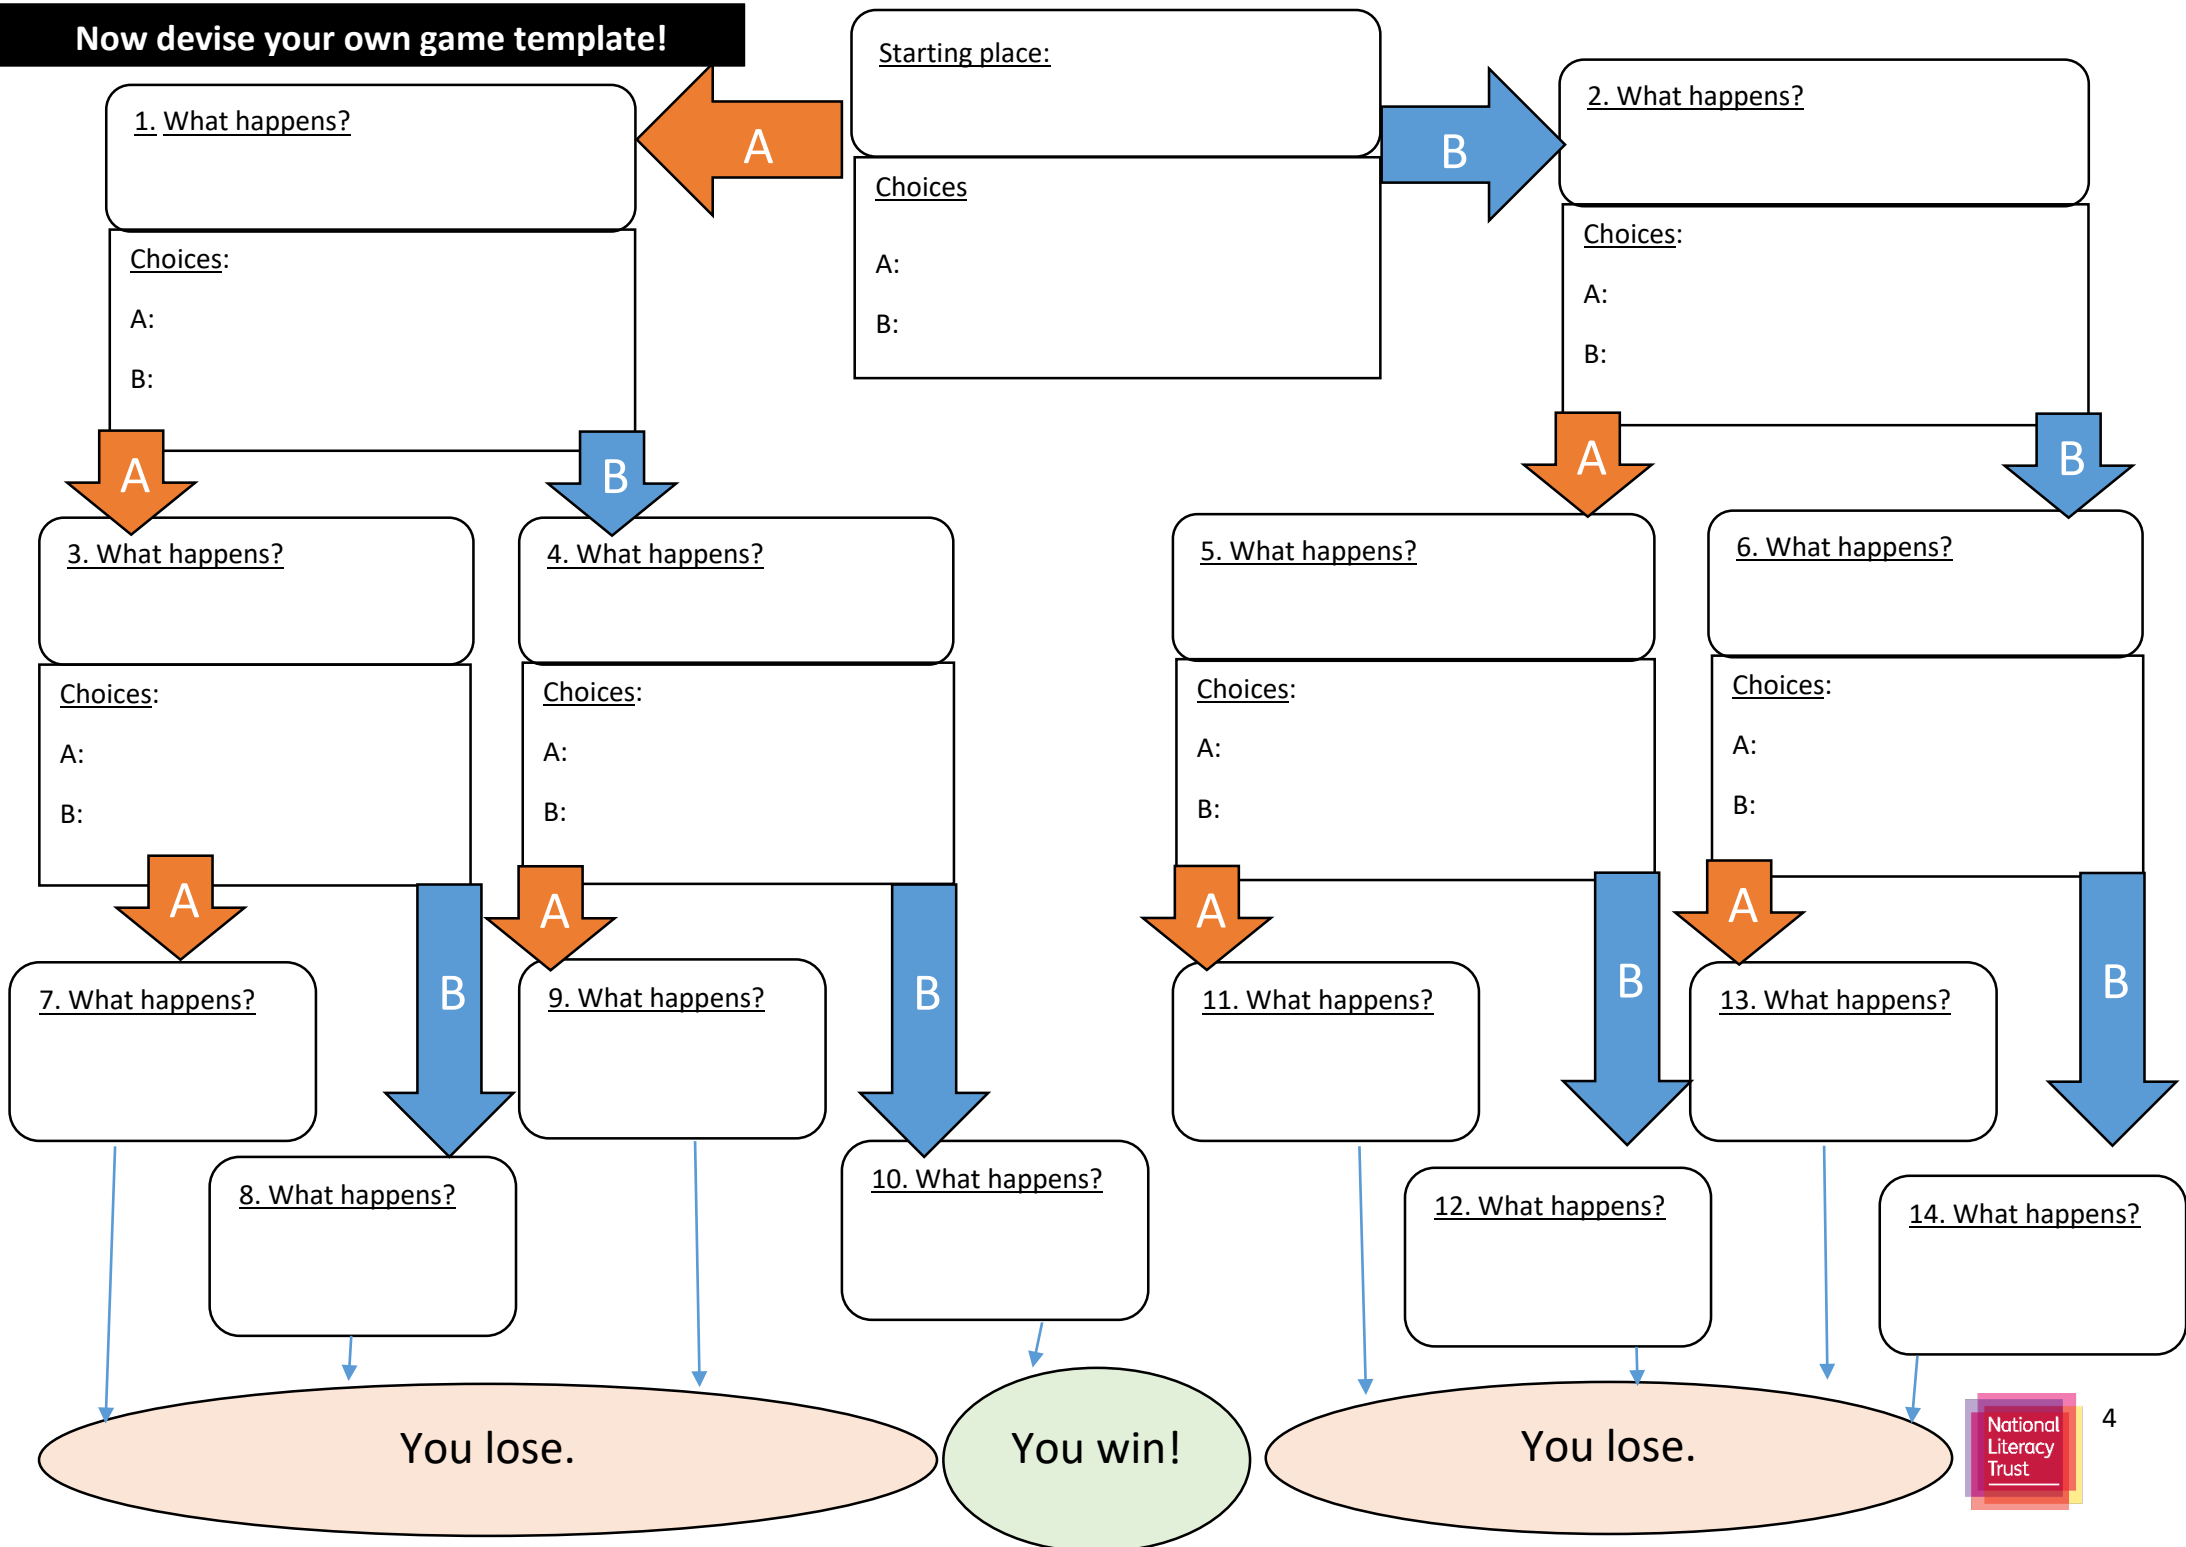 Now devise your own game template!
Starting place:
Choices
A:
B:
A
B
1. What happens?
Choices:
A:
B:
2. What happens?
Choices:
A:
B:
A
B
A
B
3. What happens?
Choices:
A:
B:
4. What happens?
Choices:
A:
B:
5. What happens?
Choices:
A:
B:
6. What happens?
Choices:
A:
B:
A
B
A
B
A
B
A
B
7. What happens?
8. What happens?
9. What happens?
10. What happens?
11. What happens?
12. What happens?
13. What happens?
14. What happens?
You lose.
You win!
You lose.
National
Literacy
Trust
4